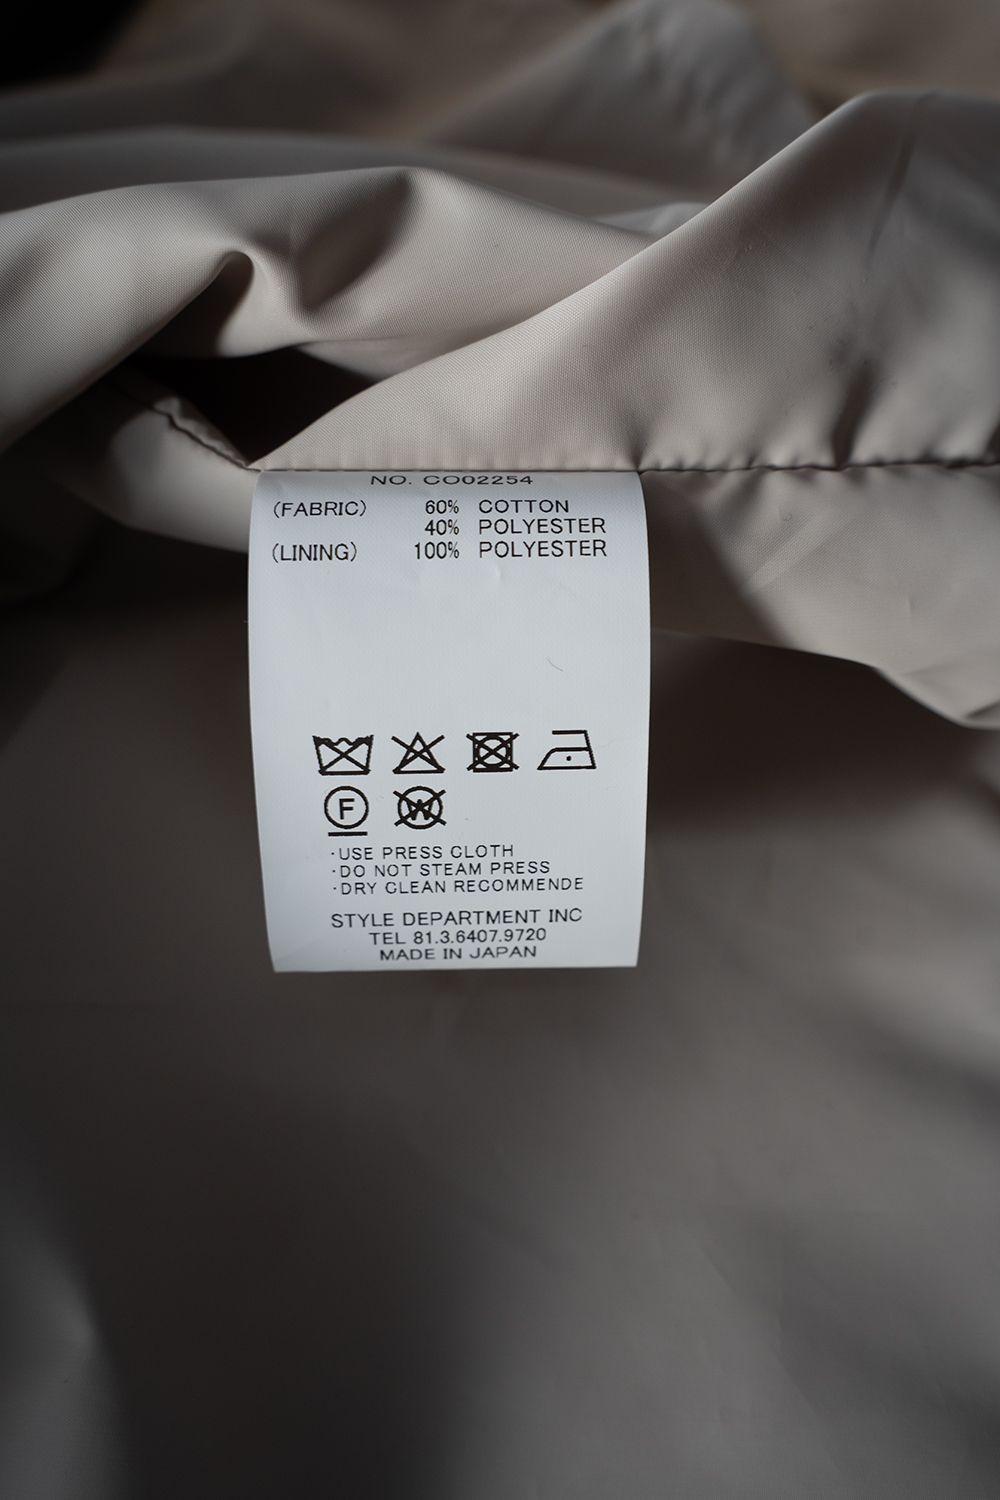 NO. CO02254
(FABRIC) 60% COTTON
40% POLYESTER
(LINING) 100% POLYESTER
F
W
·USE PRESS CLOTH
·DO NOT STEAM PRESS
·DRY CLEAN RECOMMENDE
STYLE DEPARTMENT INC
TEL 81.3.6407.9720
MADE IN JAPAN